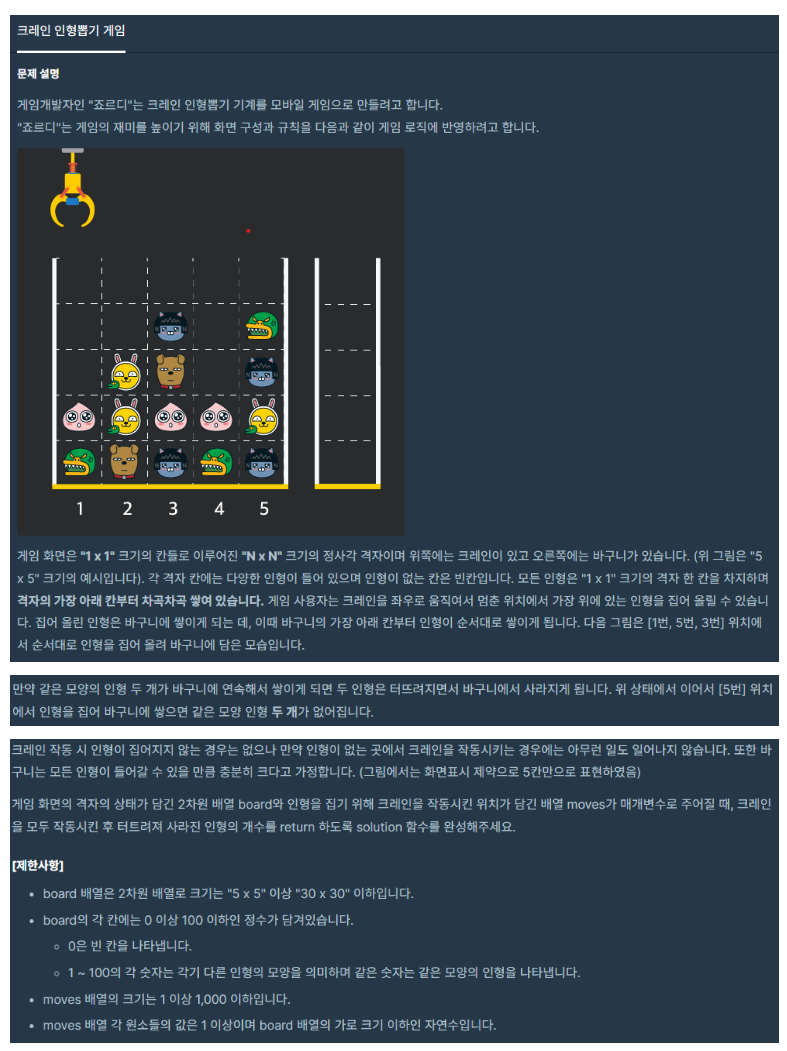 크레인 인형뽑기 게임
문제 설명
게임개발자인 "죠르디"는 크레인 인형뽑기 기계를 모바일 게임으로 만들려고 합니다.
"죠르디"는 게임의 재미를 높이기 위해 화면 구성과 규칙을 다음과 같이 게임 로직에 반영하려고 합니다.
1 2 3 4 5
게임 화면은 "1 x 1" 크기의 칸들로 이루어진 "N x N" 크기의 정사각 격자이며 위쪽에는 크레인이 있고 오른쪽에는 바구니가 있습니다. (위 그림은 "5
x 5" 크기의 예시입니다). 각 격자 칸에는 다양한 인형이 들어 있으며 인형이 없는 칸은 빈칸입니다. 모든 인형은 "1 x 1" 크기의 격자 한 칸을 차지하며
격자의 가장 아래 칸부터 차곡차곡 쌓여 있습니다. 게임 사용자는 크레인을 좌우로 움직여서 멈춘 위치에서 가장 위에 있는 인형을 집어 올릴 수 있습니
다. 집어 올린 인형은 바구니에 쌓이게 되는 데, 이때 바구니의 가장 아래 칸부터 인형이 순서대로 쌓이게 됩니다. 다음 그림은 [1번, 5번, 3번] 위치에
서 순서대로 인형을 집어 올려 바구니에 담은 모습입니다.
만약 같은 모양의 인형 두 개가 바구니에 연속해서 쌓이게 되면 두 인형은 터뜨려지면서 바구니에서 사라지게 됩니다. 위 상태에서 이어서 [5번] 위치
에서 인형을 집어 바구니에 쌓으면 같은 모양 인형 두 개가 없어집니다.
크레인 작동 시 인형이 집어지지 않는 경우는 없으나 만약 인형이 없는 곳에서 크레인을 작동시키는 경우에는 아무런 일도 일어나지 않습니다. 또한 바
구니는 모든 인형이 들어갈 수 있을 만큼 충분히 크다고 가정합니다. (그림에서는 화면표시 제약으로 5칸만으로 표현하였음)
게임 화면의 격자의 상태가 담긴 2차원 배열 board와 인형을 집기 위해 크레인을 작동시킨 위치가 담긴 배열 moves가 매개변수로 주어질 때, 크레인
을 모두 작동시킨 후 터트려져 사라진 인형의 개수를 return 하도록 solution 함수를 완성해주세요.
[제한사항]
• board 배열은 2차원 배열로 크기는 "5 x 5" 이상 "30 x 30" 이하입니다.
• board의 각 칸에는 0 이상 100 이하인 정수가 담겨있습니다.
◦ 0은 빈 칸을 나타냅니다.
◦ 1 ~ 100의 각 숫자는 각기 다른 인형의 모양을 의미하며 같은 숫자는 같은 모양의 인형을 나타냅니다.
• moves 배열의 크기는 1 이상 1,000 이하입니다.
• moves 배열 각 원소들의 값은 1 이상이며 board 배열의 가로 크기 이하인 자연수입니다.